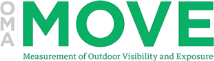 OMA
MOVE
Measurement of Outdoor Visibility and Exposure